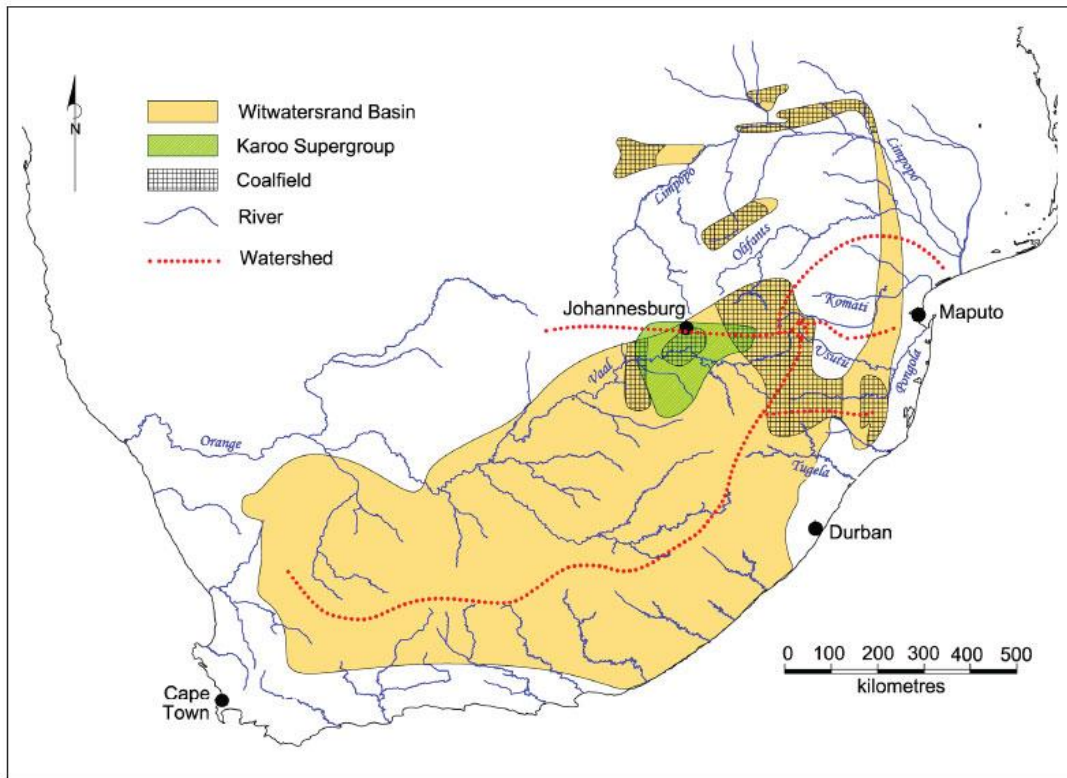 N
Witwatersrand Basin
Karoo Supergroup
Coalfield
River
Watershed
Limpopo
Limpopo
Olifants
Komati
Johannesburg
Maputo
Usutu
Pongola
Vaal
Orange
Tugela
Durban
Cape
Town
0 100 200 300 400 500
kilometres